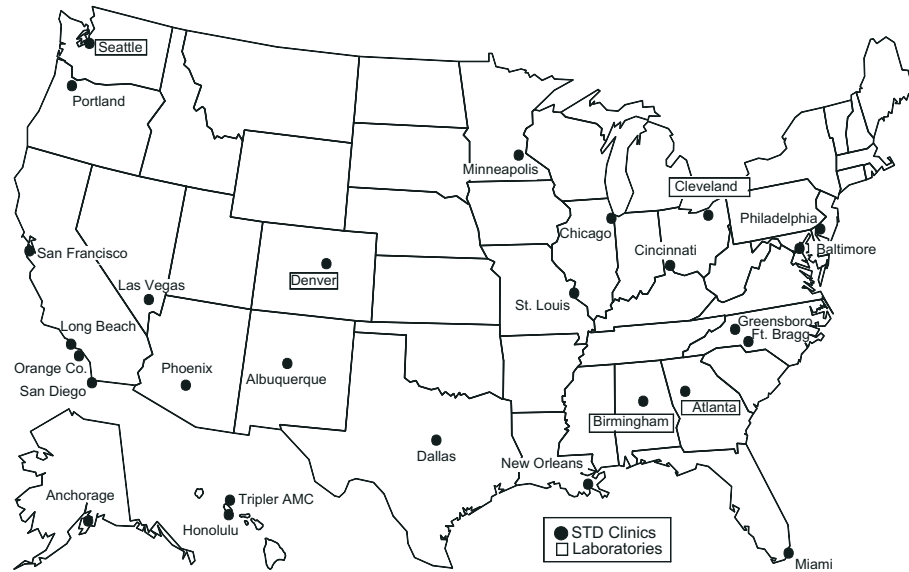 Seattle
Portland
Minneapolis
Cleveland
Philadelphia
Chicago
Cincinnati
Baltimore
San Francisco
Denver
Las Vegas
St. Louis
Long Beach
Greensboro
Ft. Bragg
Orange Co.
Phoenix
Albuquerque
San Diego
Birmingham
Atlanta
Dallas
New Orleans
Anchorage
Tripler AMC
Honolulu
STD Clinics
Laboratories
Miami